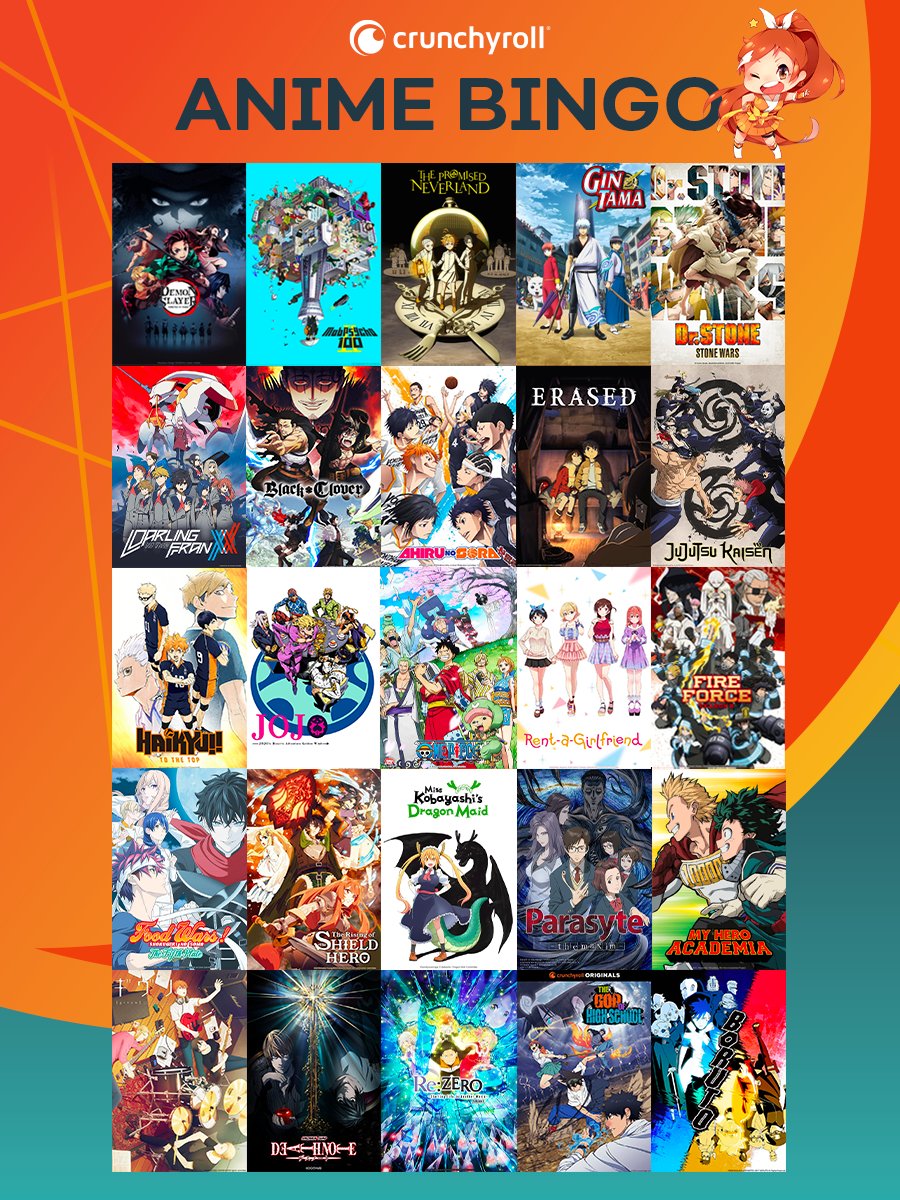 crunchyroll
ANIME BINGO
DEMON
SLAYER
Mob Psycho
100
THE PROMISED
NEVERLAND
GIN
TAMA
Dr.STONE
Dr.STONE
STONE WARS
DARLING
in the
FRANXX
Black Clover
AHIRU NO SORA
ERASED
JUJUTSU KAISEN
HAIKYU!!
TO THE TOP
JOJO
ONE PIECE
Rent-a-Girlfriend
FIRE
FORCE
Food Wars!
The Fifth Plate
The Rising of
SHIELD
HERO
Miss
Kobayashi's
Dragon Maid
Parasyte
-the maxim-
MY HERO
ACADEMIA
given
DEATH NOTE
Re:ZERO
crunchyroll ORIGINALS
THE
GOD OF
HIGH SCHOOL
BORUTO